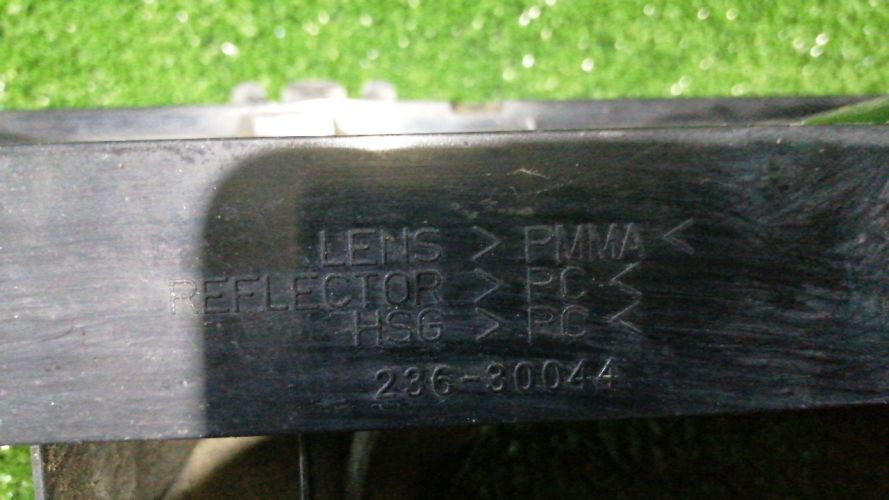 LENS > PMMA <
REFLECTOR > PC <
HSG > PC <
236-30044